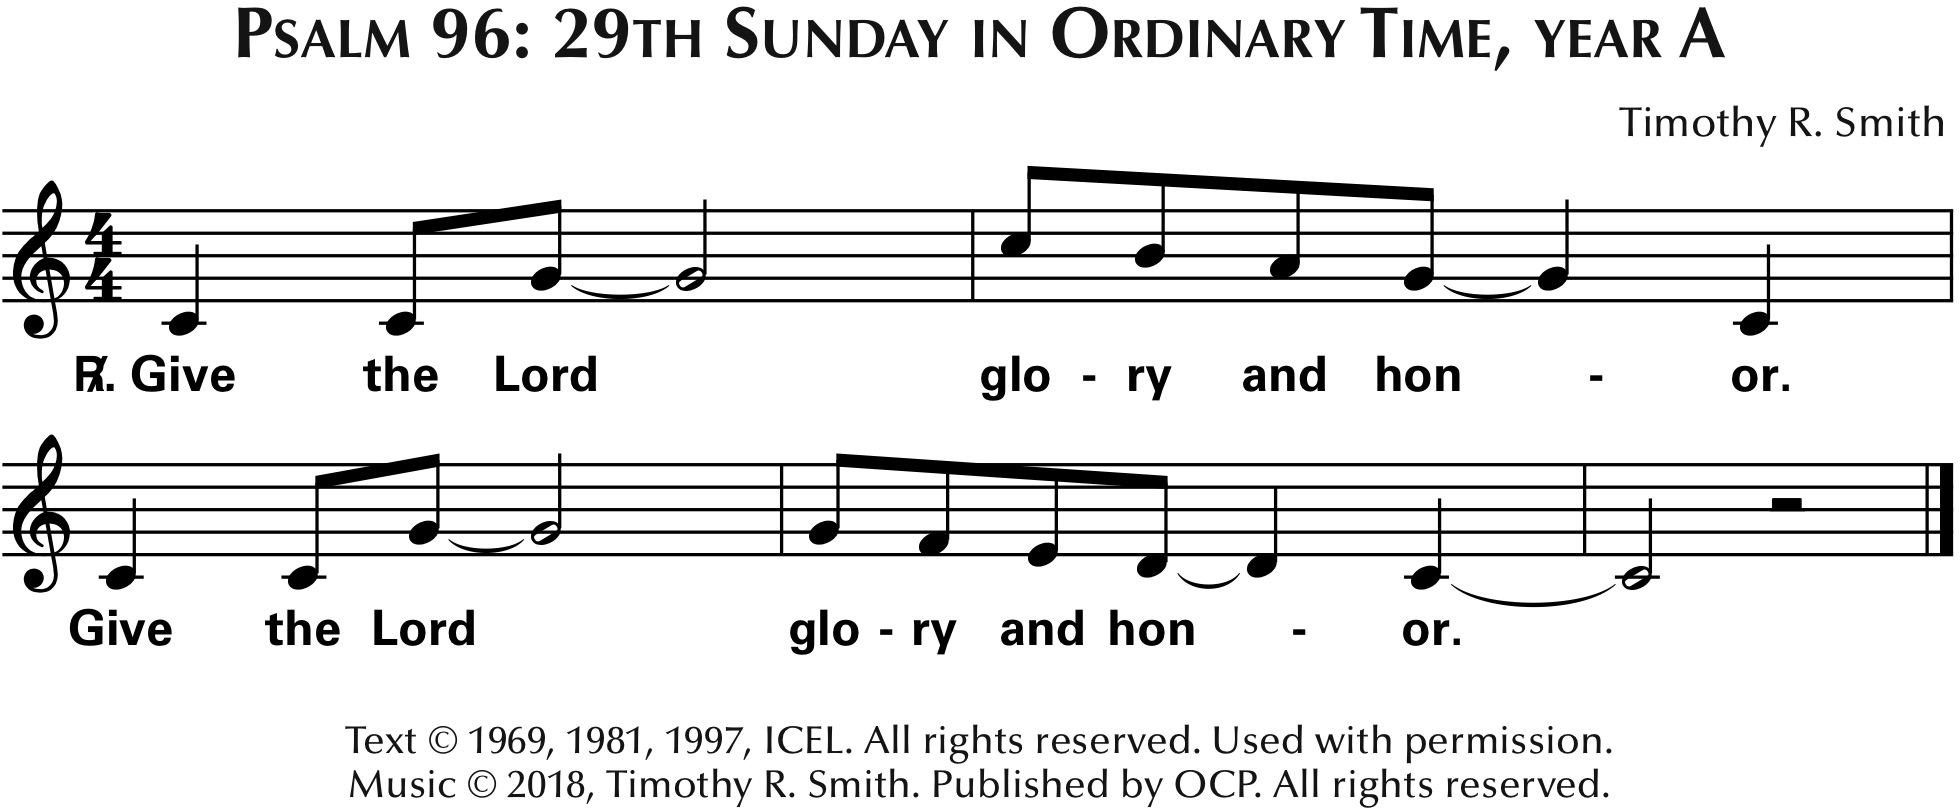 PSALM 96: 29TH SUNDAY IN ORDINARY TIME, YEAR A
Timothy R. Smith
4
4
℟. Give the Lord glo - ry and hon - or.
Give the Lord glo - ry and hon - or.
Text © 1969, 1981, 1997, ICEL. All rights reserved. Used with permission.
Music © 2018, Timothy R. Smith. Published by OCP. All rights reserved.